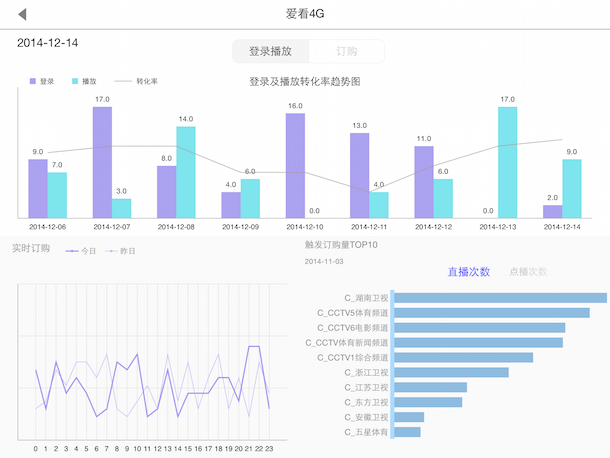 爱看4G
2014-12-14
登录播放 订购
登录 播放 转化率 登录及播放转化率趋势图
9.0 7.0 17.0 3.0 8.0 14.0 4.0 6.0 16.0 0.0 13.0 4.0 11.0 6.0 0.0 17.0 2.0 9.0
2014-12-06 2014-12-07 2014-12-08 2014-12-09 2014-12-10 2014-12-11 2014-12-12 2014-12-13 2014-12-14
实时订购 今日 昨日
0 1 2 3 4 5 6 7 8 9 10 11 12 13 14 15 16 17 18 19 20 21 22 23
触发订购量TOP10
2014-11-03
直播次数 点播次数
C_湖南卫视
C_CCTV5体育频道
C_CCTV6电影频道
C_CCTV体育新闻频道
C_CCTV1综合频道
C_浙江卫视
C_江苏卫视
C_东方卫视
C_安徽卫视
C_五星体育